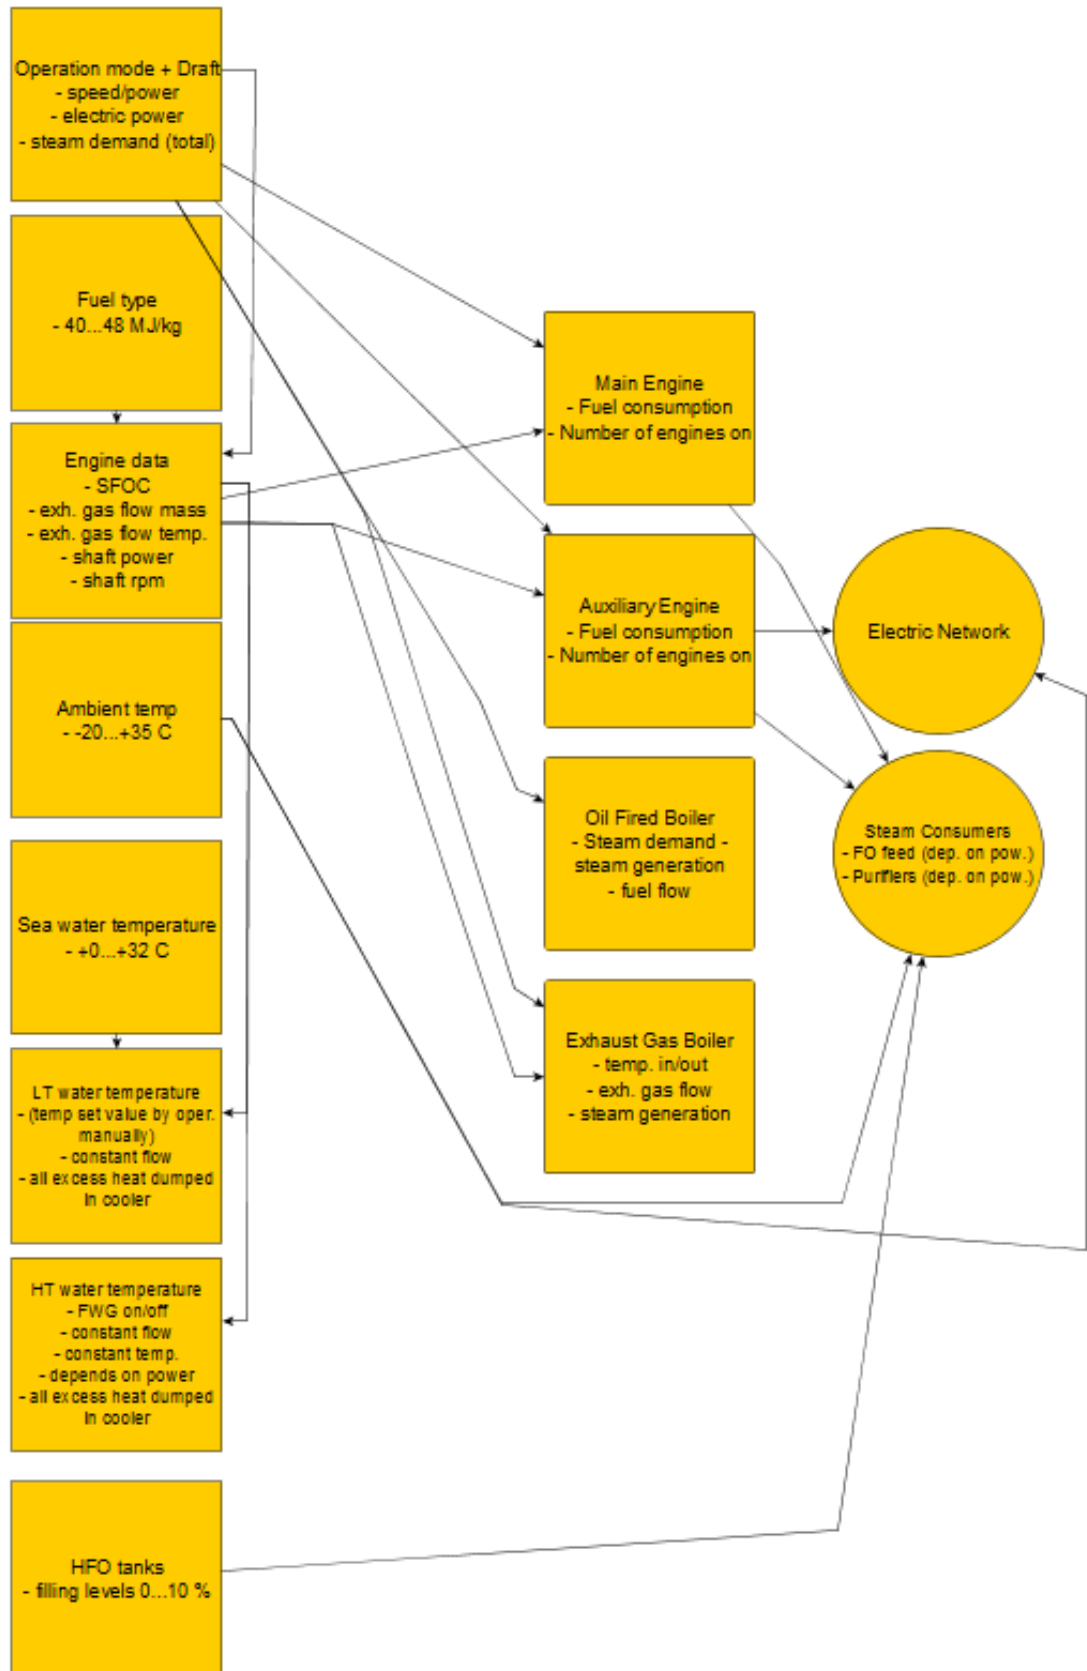 Operation mode + Draft
- speed/power
- electric power
- steam demand (total)
Fuel type
- 40...48 MJ/kg
Engine data
- SFOC
- exh. gas flow mass
- exh. gas flow temp.
- shaft power
- shaft rpm
Ambient temp
- -20...+35 C
Sea water temperature
- +0...+32 C
LT water temperature
- (temp set value by oper.
manually)
- constant flow
- all excess heat dumped
in cooler
HT water temperature
- FWG on/off
- constant flow
- constant temp.
- depends on power
- all excess heat dumped
in cooler
HFO tanks
- filling levels 0...10 %
Main Engine
- Fuel consumption
- Number of engines on
Auxiliary Engine
- Fuel consumption
- Number of engines on
Oil Fired Boiler
- Steam demand -
steam generation
- fuel flow
Exhaust Gas Boiler
- temp. in/out
- exh. gas flow
- steam generation
Electric Network
Steam Consumers
- FO feed (dep. on pow.)
- Purifiers (dep. on pow.)